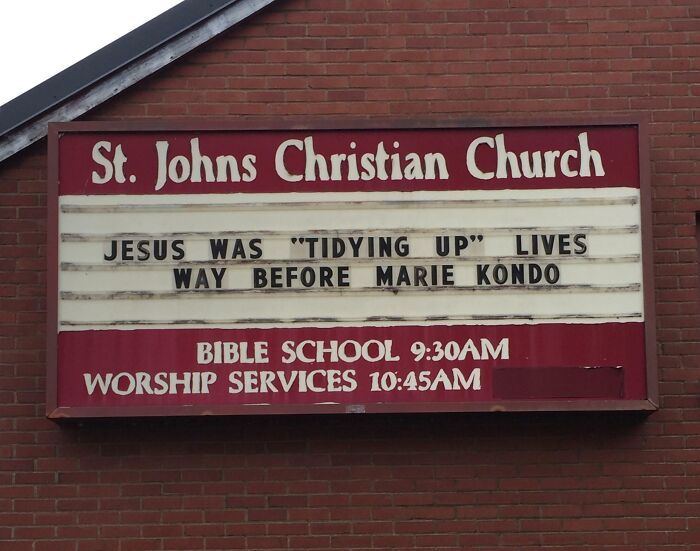 St. Johns Christian Church
JESUS WAS "TIDYING UP" LIVES
WAY BEFORE MARIE KONDO
BIBLE SCHOOL 9:30AM
WORSHIP SERVICES 10:45AM